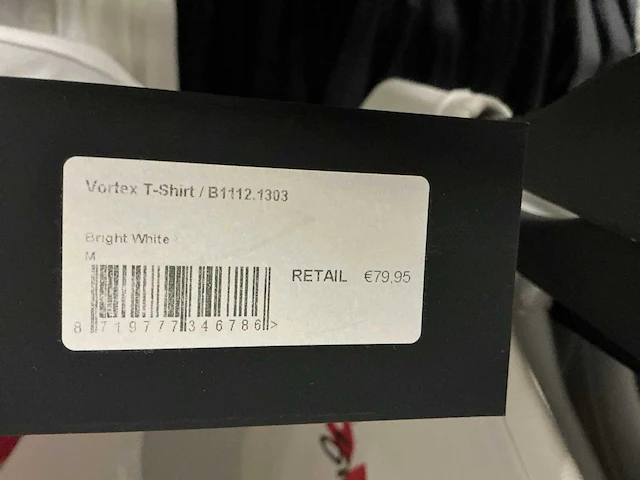 Vortex T-Shirt / B1112.1303
Bright White
M
RETAIL €79,95
8 719777 346786 >